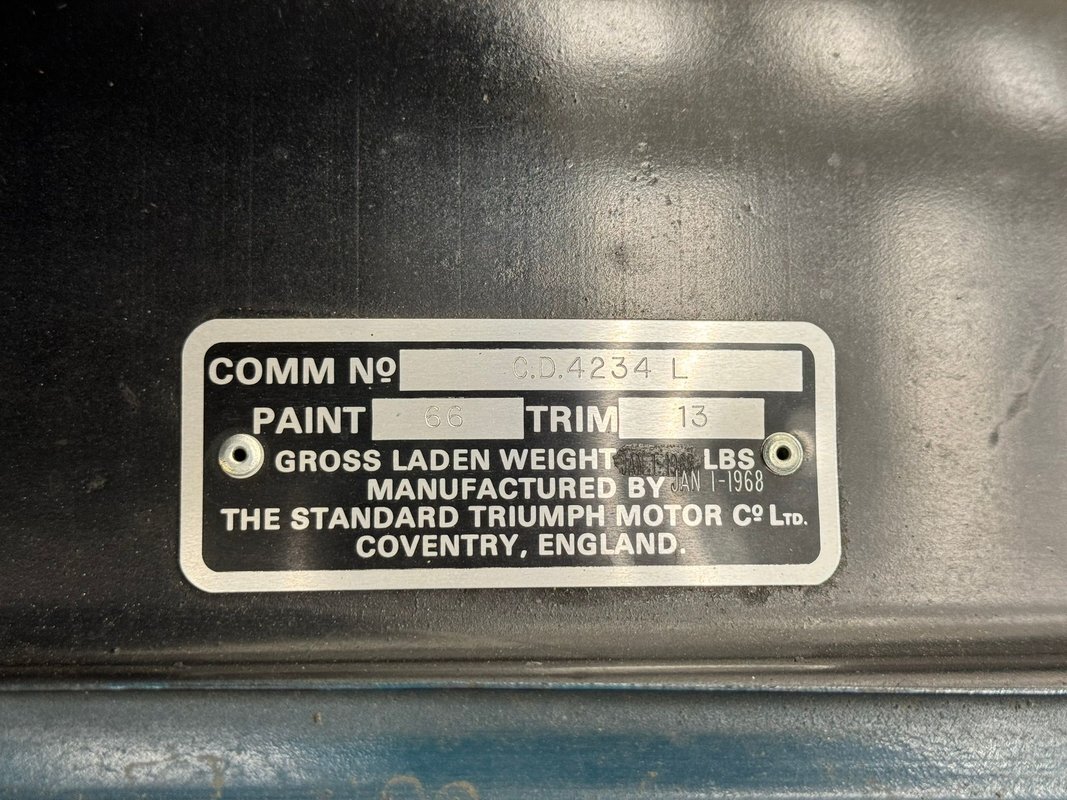 COMM Nº C.D.4234 L
PAINT 66 TRIM 13
GROSS LADEN WEIGHT LBS
MANUFACTURED BY JAN 1-1968
THE STANDARD TRIUMPH MOTOR Cº LTD.
COVENTRY, ENGLAND.